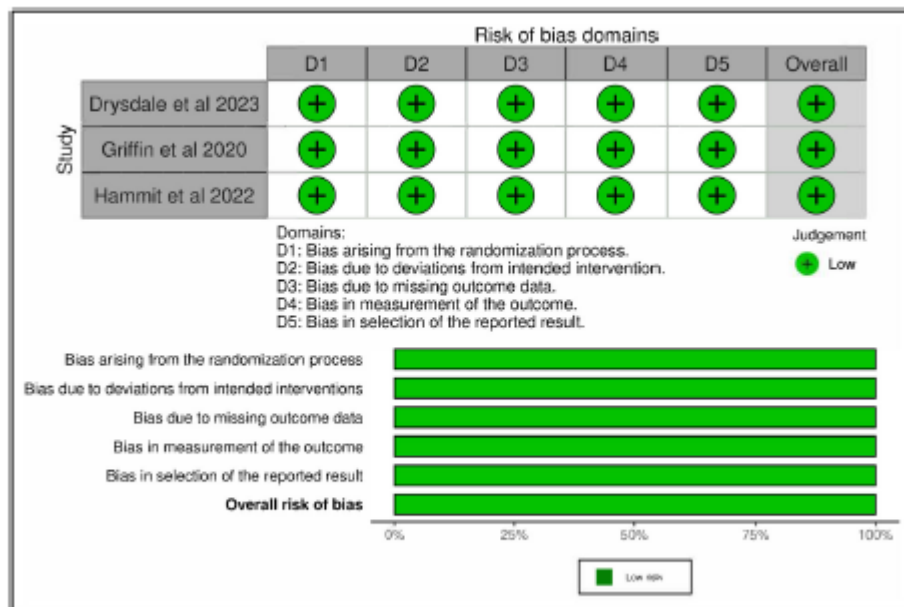 Risk of bias domains
D1 D2 D3 D4 D5 Overall
Study
Drysdale et al 2023 + + + + + +
Griffin et al 2020 + + + + + +
Hammit et al 2022 + + + + + +
Domains:
D1: Bias arising from the randomization process.
D2: Bias due to deviations from intended intervention.
D3: Bias due to missing outcome data.
D4: Bias in measurement of the outcome.
D5: Bias in selection of the reported result.
Judgement
+ Low
Bias arising from the randomization process
Bias due to deviations from intended interventions
Bias due to missing outcome data
Bias in measurement of the outcome
Bias in selection of the reported result
Overall risk of bias
0% 25% 50% 75% 100%
Low risk